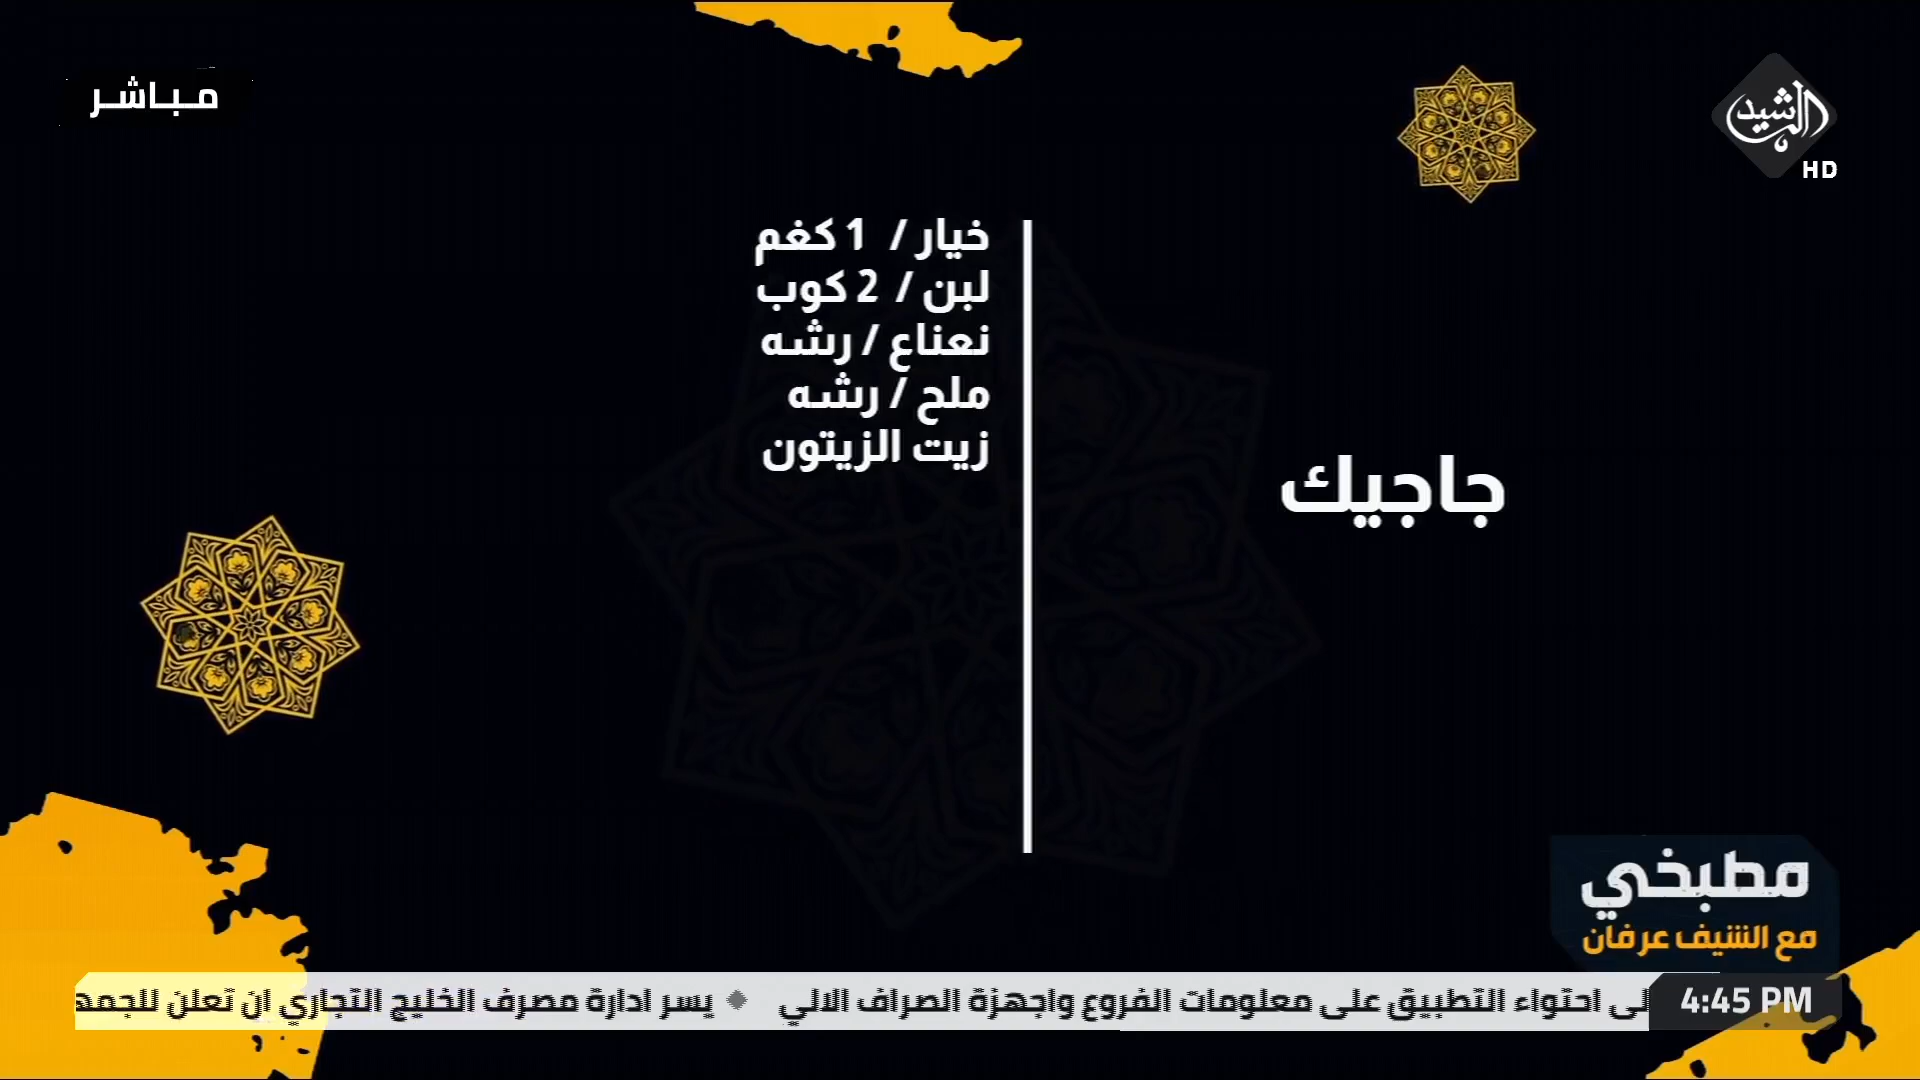 مباشر
الرشيد
HD
خيار / 1 كغم
لبن / 2 كوب
نعناع / رشه
ملح / رشه
زيت الزيتون
جاجيك
مطبخي
مع الشيف عرفان
احتواء التطبيق على معلومات الفروع واجهزة الصراف الالي ◆ يسر ادارة مصرف الخليج التجاري ان تعلن
4:45 PM